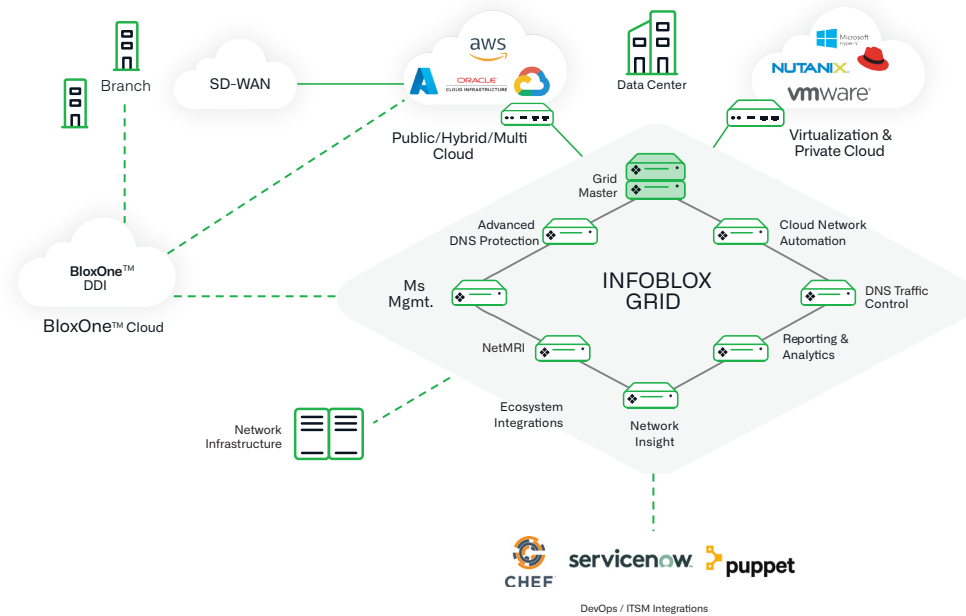 Branch
SD-WAN
aws
ORACLE
CLOUD INFRASTRUCTURE
Public/Hybrid/Multi
Cloud
Data Center
Microsoft
Hyper-V
NUTANIX
vmware®
Virtualization &
Private Cloud
Grid
Master
Advanced
DNS Protection
Cloud Network
Automation
BloxOne™
DDI
BloxOne™ Cloud
Ms
Mgmt.
INFOBLOX
GRID
DNS Traffic
Control
NetMRI
Reporting &
Analytics
Ecosystem
Integrations
Network
Insight
Network
Infrastructure
CHEF
servicenow
puppet
DevOps / ITSM Integrations